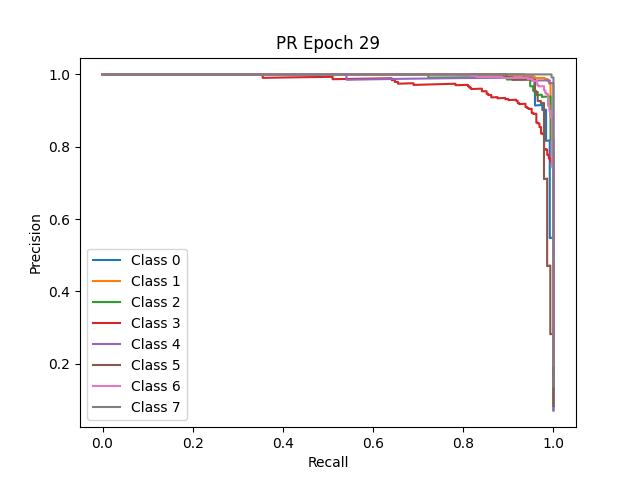 PR Epoch 29
1.0
0.8
0.6
0.4
0.2
Precision
Class 0
Class 1
Class 2
Class 3
Class 4
Class 5
Class 6
Class 7
0.0 0.2 0.4 0.6 0.8 1.0
Recall